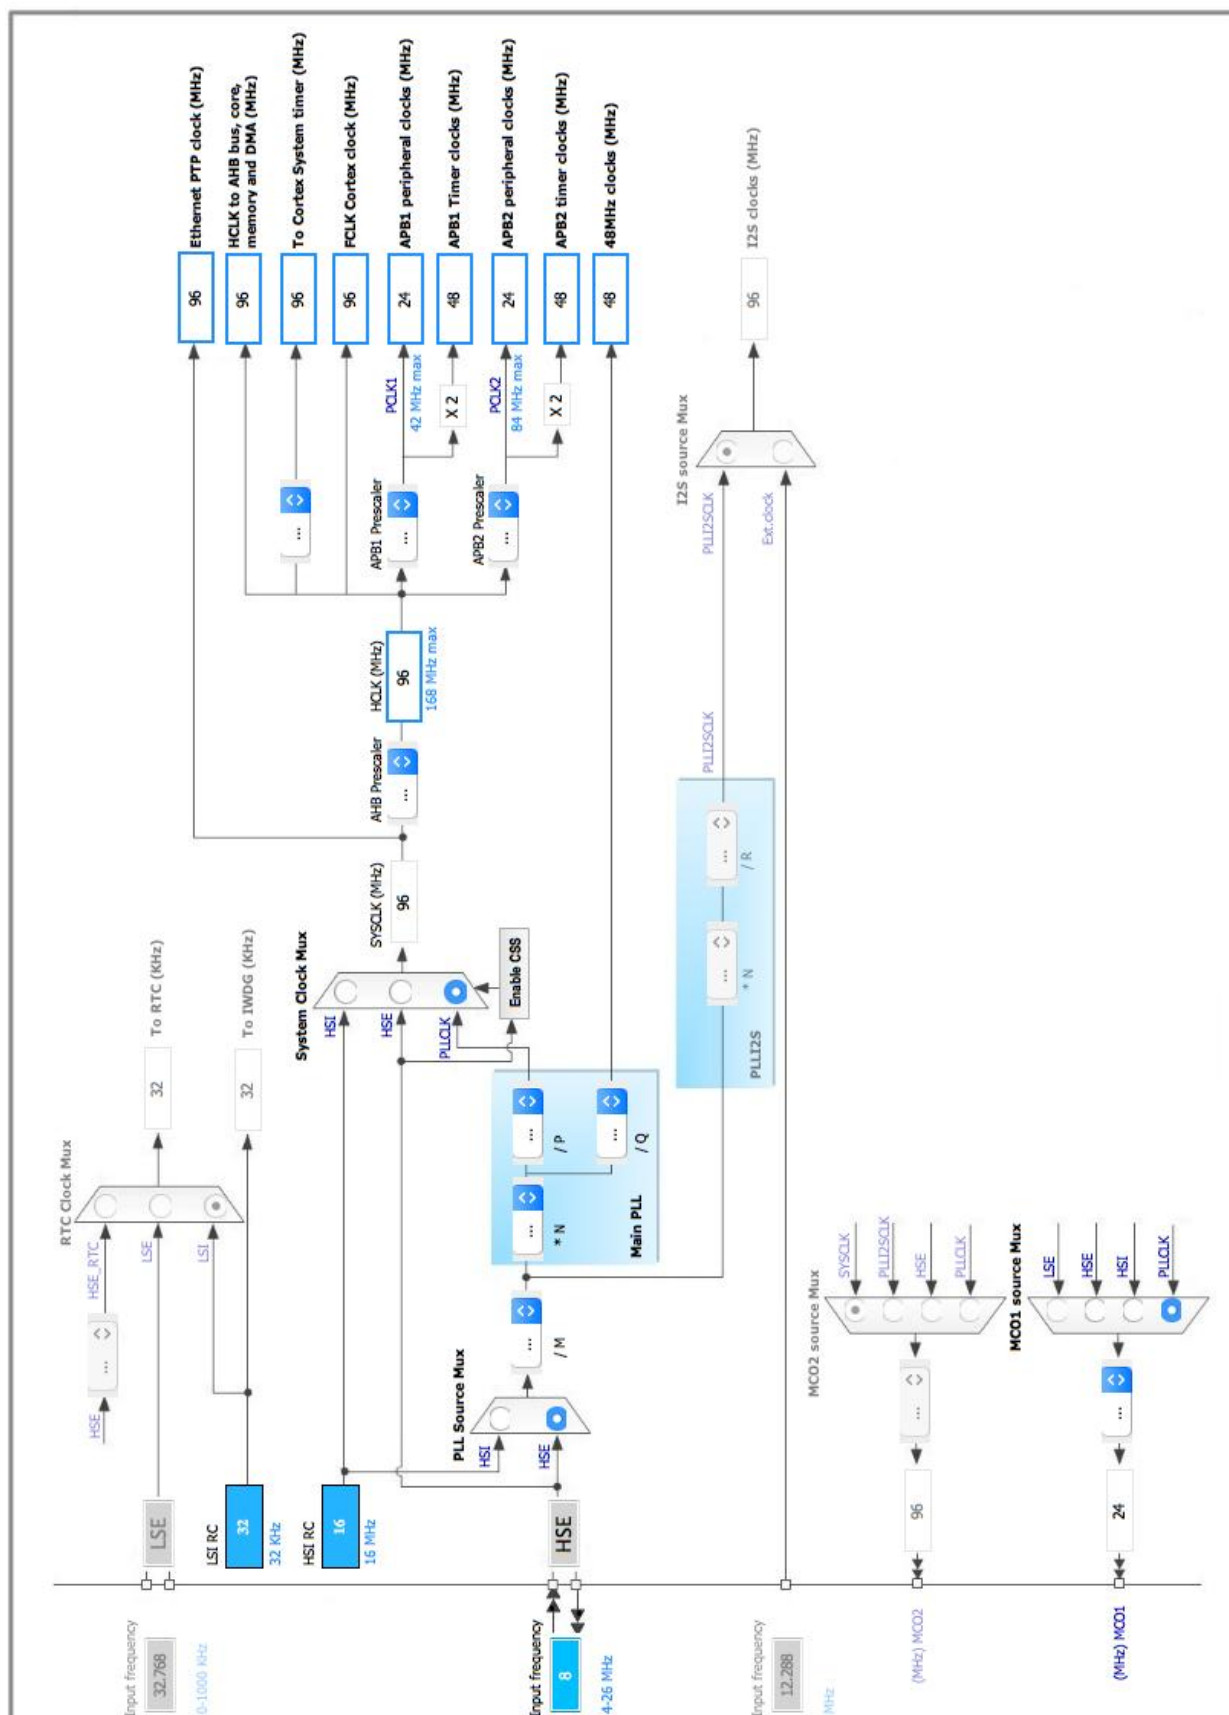 Input frequency
32.768
0-1000 KHz
LSE
HSE
...
HSE_RTC
RTC Clock Mux
LSE
LSI
32
To RTC (KHz)
LSI RC
32
32 KHz
32
To IWDG (KHz)
HSI RC
16
16 MHz
System Clock Mux
HSI
HSE
PLLCLK
Enable CSS
SYSCLK (MHz)
96
AHB Prescaler
...
HCLK (MHz)
96
168 MHz max
96
Ethernet PTP clock (MHz)
96
HCLK to AHB bus, core,
memory and DMA (MHz)
...
96
To Cortex System timer (MHz)
96
FCLK Cortex clock (MHz)
APB1 Prescaler
...
PCLK1
42 MHz max
24
APB1 peripheral clocks (MHz)
X 2
48
APB1 Timer clocks (MHz)
APB2 Prescaler
...
PCLK2
84 MHz max
24
APB2 peripheral clocks (MHz)
X 2
48
APB2 timer clocks (MHz)
48
48MHz clocks (MHz)
Input frequency
8
4-26 MHz
HSE
PLL Source Mux
HSI
HSE
...
/ M
...
* N
...
/ P
...
/ Q
Main PLL
...
* N
...
/ R
PLLI2S
PLLI2SCLK
I2S source Mux
PLLI2SCLK
Ext.clock
96
I2S clocks (MHz)
Input frequency
12.288
MHz
(MHz) MCO2
96
...
MCO2 source Mux
SYSCLK
PLLI2SCLK
HSE
PLLCLK
(MHz) MCO1
24
...
MCO1 source Mux
LSE
HSE
HSI
PLLCLK